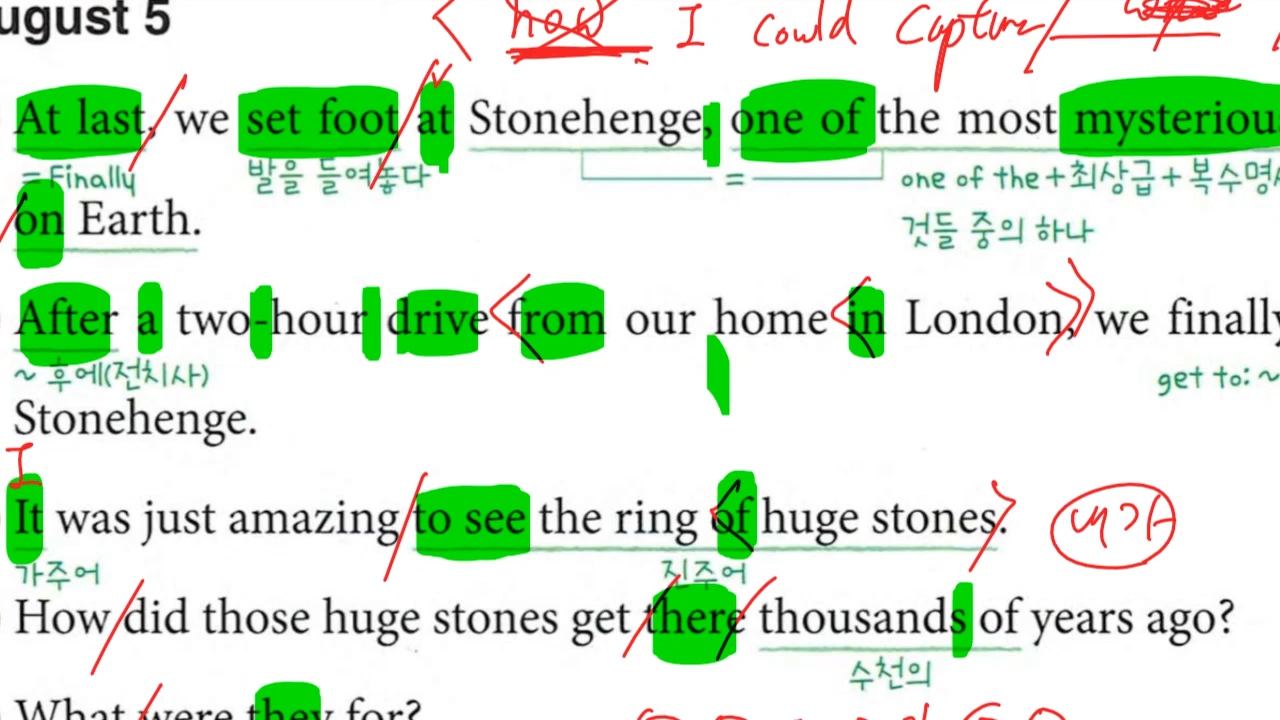 ugust 5
< how I could capture
At last, we set foot at Stonehenge, one of the most mysteriou
= Finally 발을 들여놓다 = one of the + 최상급 + 복수명
on Earth.
것들 중의 하나
After a two-hour drive from our home in London, we finally
~ 후에(전치사) get to: ~
Stonehenge.
I
It was just amazing to see the ring of huge stones.
가주어 진주어
How did those huge stones get there thousands of years ago?
수천의
What were they for?